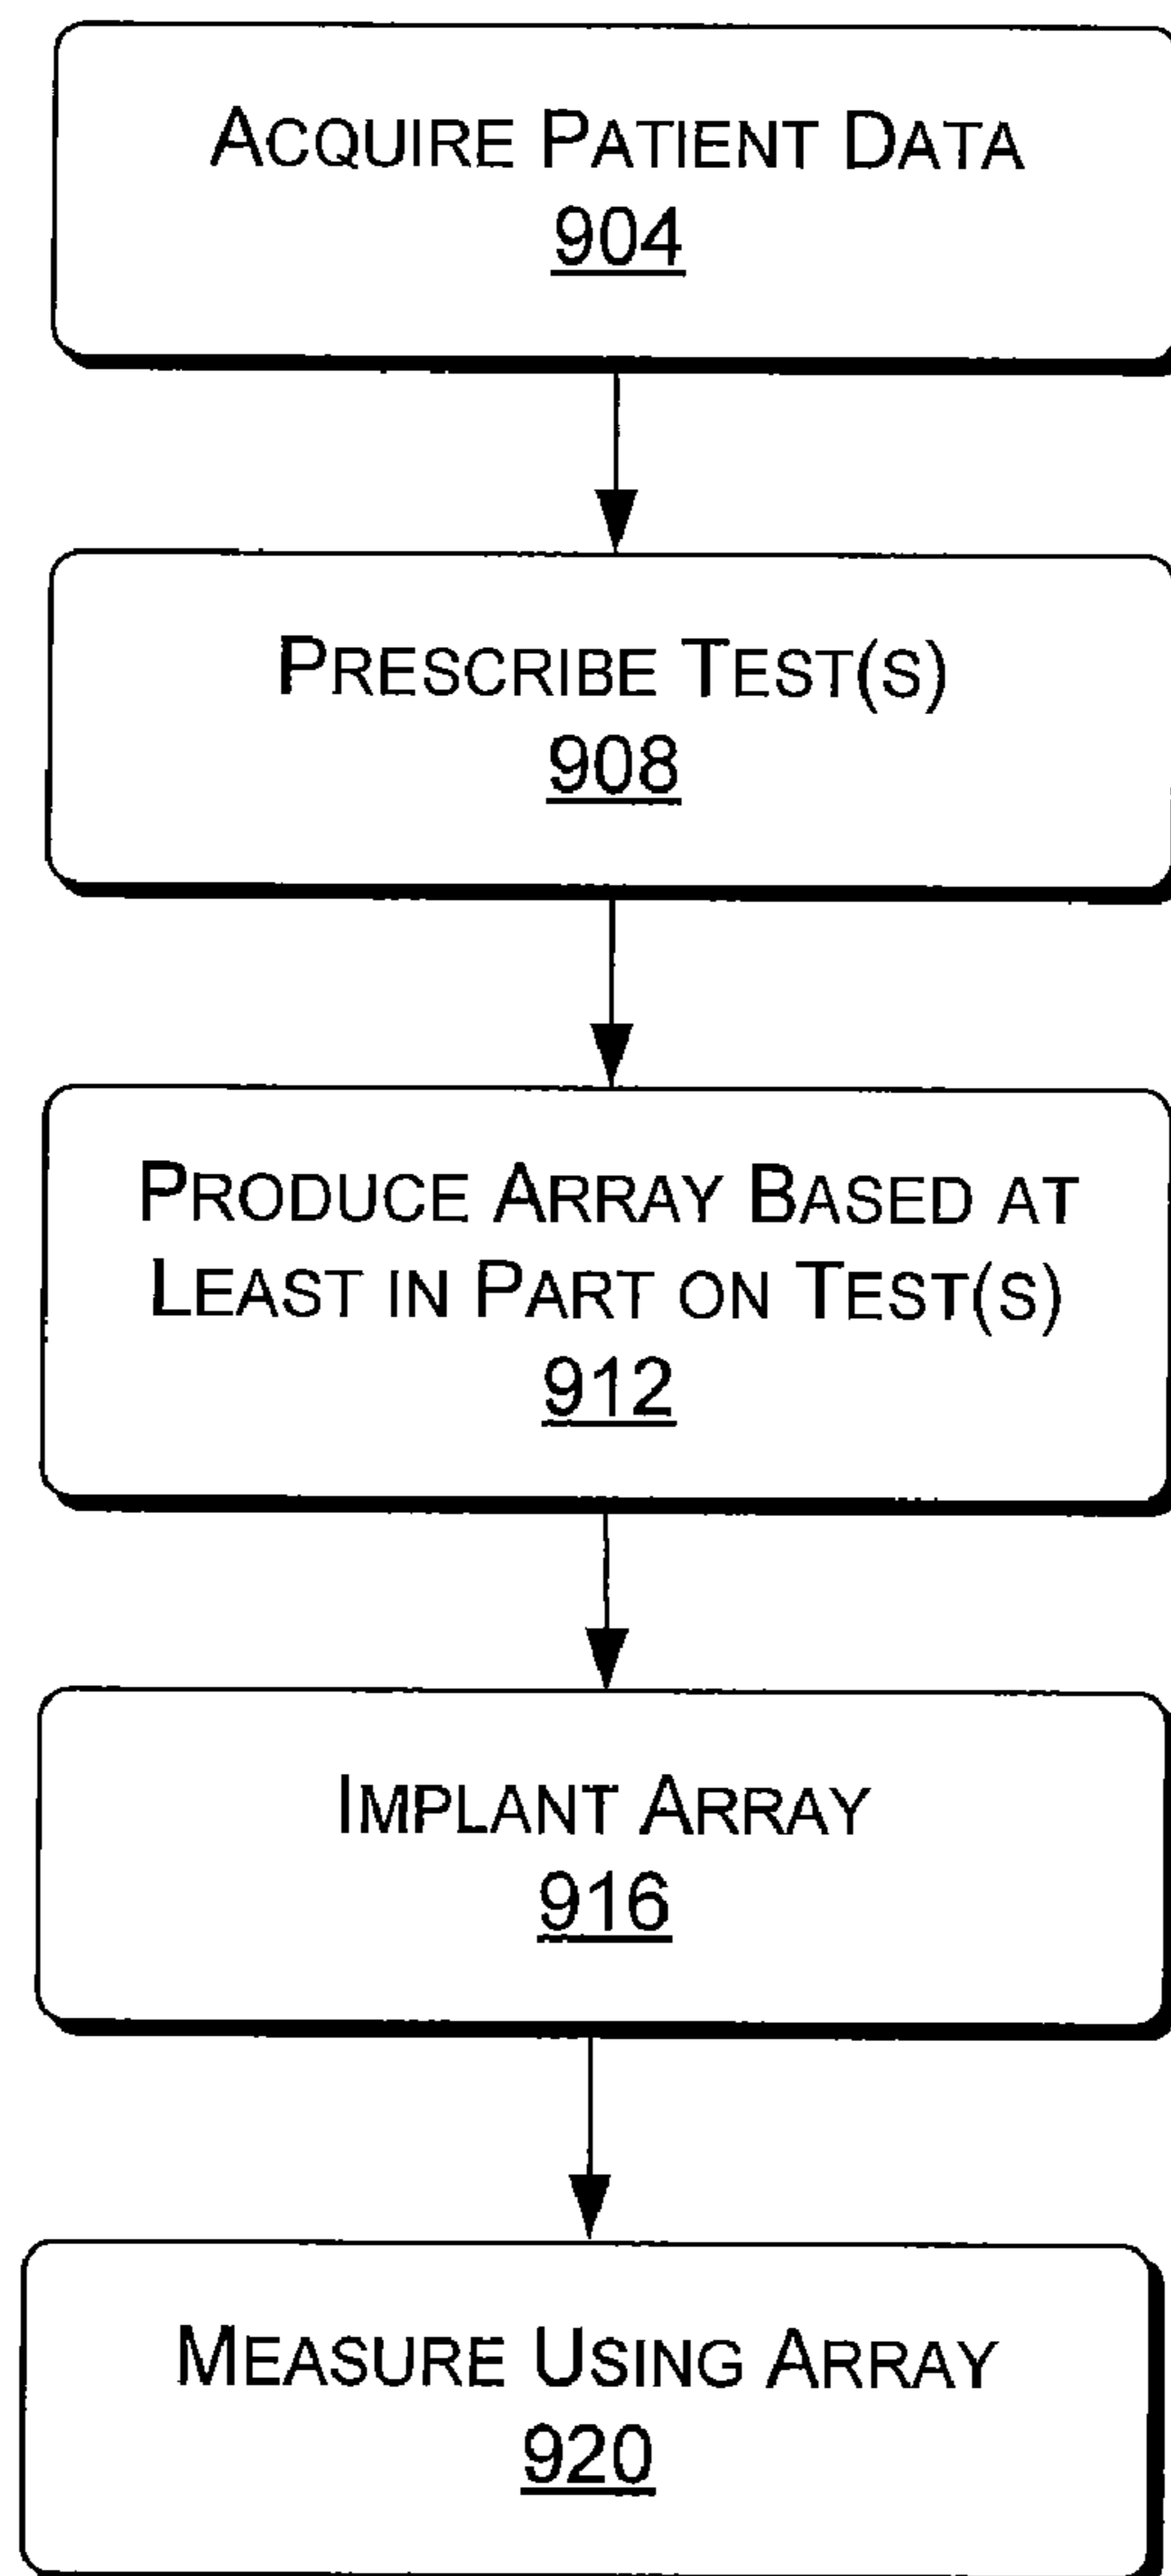 ACQUIRE PATIENT DATA
904
PRESCRIBE TEST(S)
908
PRODUCE ARRAY BASED AT
LEAST IN PART ON TEST(S)
912
IMPLANT ARRAY
916
MEASURE USING ARRAY
920